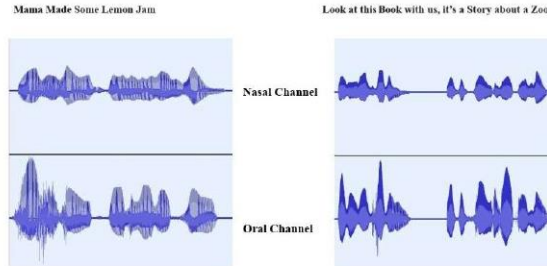 Mama Made Some Lemon Jam
Look at this Book with us, it's a Story about a Zoo
Nasal Channel
Oral Channel